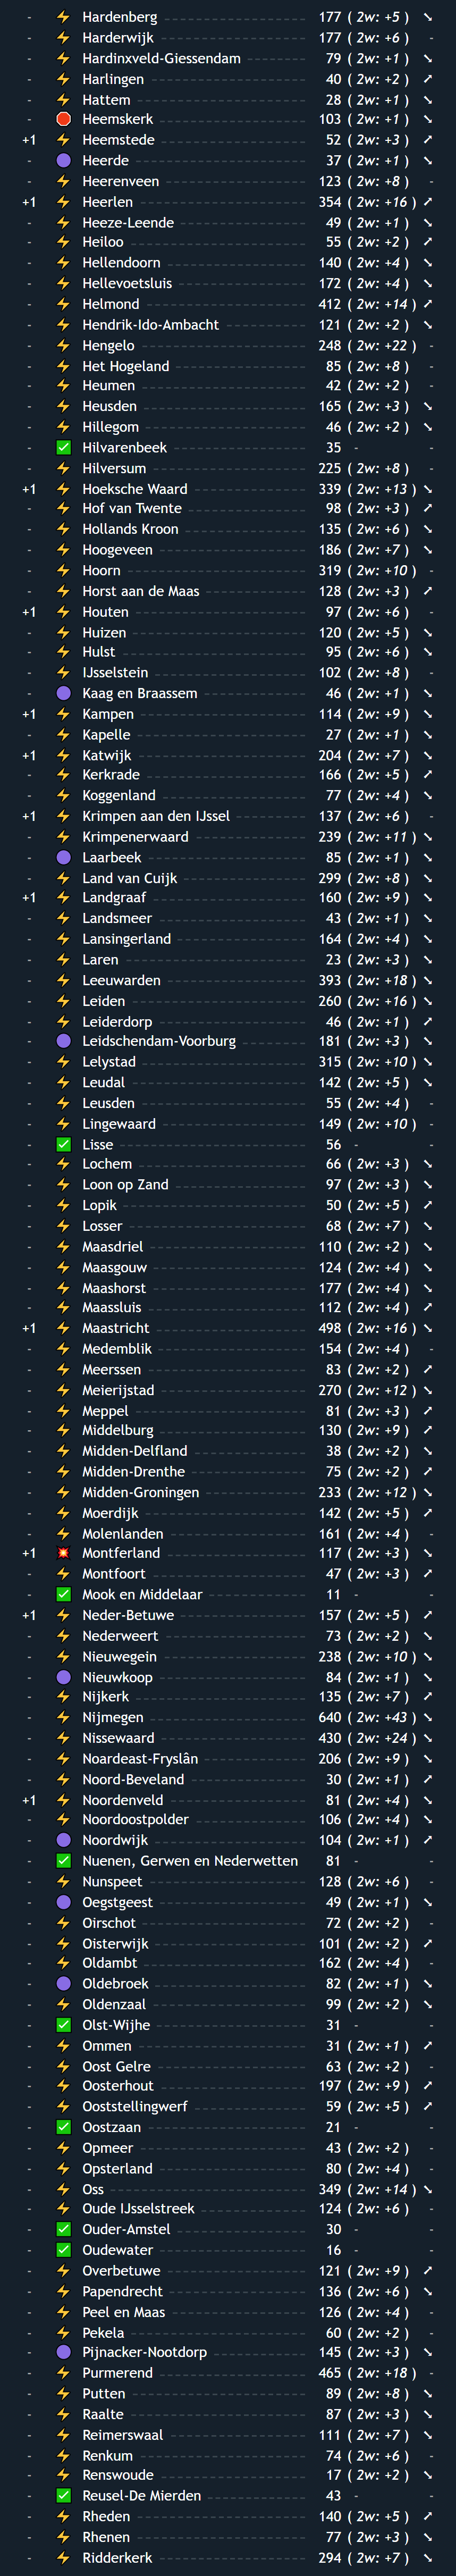 - ⚡ Hardenberg 177 ( 2w: +5 ) ↘
- ⚡ Harderwijk 177 ( 2w: +6 ) -
- ⚡ Hardinxveld-Giessendam 79 ( 2w: +1 ) ↘
- ⚡ Harlingen 40 ( 2w: +2 ) ↗
- ⚡ Hattem 28 ( 2w: +1 ) ↘
- 🛑 Heemskerk 103 ( 2w: +1 ) ↘
+1 ⚡ Heemstede 52 ( 2w: +3 ) ↗
- 🟣 Heerde 37 ( 2w: +1 ) ↘
- ⚡ Heerenveen 123 ( 2w: +8 ) -
+1 ⚡ Heerlen 354 ( 2w: +16 ) ↗
- ⚡ Heeze-Leende 49 ( 2w: +1 ) ↘
- ⚡ Heiloo 55 ( 2w: +2 ) ↗
- ⚡ Hellendoorn 140 ( 2w: +4 ) ↘
- ⚡ Hellevoetsluis 172 ( 2w: +4 ) ↘
- ⚡ Helmond 412 ( 2w: +14 ) ↗
- ⚡ Hendrik-Ido-Ambacht 121 ( 2w: +2 ) ↘
- ⚡ Hengelo 248 ( 2w: +22 ) -
- ⚡ Het Hogeland 85 ( 2w: +8 ) -
- ⚡ Heumen 42 ( 2w: +2 ) -
- ⚡ Heusden 165 ( 2w: +3 ) ↘
- ⚡ Hillegom 46 ( 2w: +2 ) ↘
- ✅ Hilvarenbeek 35 - -
- ⚡ Hilversum 225 ( 2w: +8 ) -
+1 ⚡ Hoeksche Waard 339 ( 2w: +13 ) ↘
- ⚡ Hof van Twente 98 ( 2w: +3 ) ↗
- ⚡ Hollands Kroon 135 ( 2w: +6 ) ↘
- ⚡ Hoogeveen 186 ( 2w: +7 ) ↘
- ⚡ Hoorn 319 ( 2w: +10 ) -
- ⚡ Horst aan de Maas 128 ( 2w: +3 ) ↗
+1 ⚡ Houten 97 ( 2w: +6 ) -
- ⚡ Huizen 120 ( 2w: +5 ) ↘
- ⚡ Hulst 95 ( 2w: +6 ) ↘
- ⚡ IJsselstein 102 ( 2w: +8 ) -
- 🟣 Kaag en Braassem 46 ( 2w: +1 ) ↘
+1 ⚡ Kampen 114 ( 2w: +9 ) ↘
- ⚡ Kapelle 27 ( 2w: +1 ) ↘
+1 ⚡ Katwijk 204 ( 2w: +7 ) ↘
- ⚡ Kerkrade 166 ( 2w: +5 ) ↗
- ⚡ Koggenland 77 ( 2w: +4 ) ↘
+1 ⚡ Krimpen aan den IJssel 137 ( 2w: +6 ) -
- ⚡ Krimpenerwaard 239 ( 2w: +11 ) ↘
- 🟣 Laarbeek 85 ( 2w: +1 ) ↘
- ⚡ Land van Cuijk 299 ( 2w: +8 ) ↘
+1 ⚡ Landgraaf 160 ( 2w: +9 ) ↘
- ⚡ Landsmeer 43 ( 2w: +1 ) ↘
- ⚡ Lansingerland 164 ( 2w: +4 ) ↘
- ⚡ Laren 23 ( 2w: +3 ) ↘
- ⚡ Leeuwarden 393 ( 2w: +18 ) ↘
- ⚡ Leiden 260 ( 2w: +16 ) ↘
- ⚡ Leiderdorp 46 ( 2w: +1 ) ↗
- 🟣 Leidschendam-Voorburg 181 ( 2w: +3 ) ↘
- ⚡ Lelystad 315 ( 2w: +10 ) ↘
- ⚡ Leudal 142 ( 2w: +5 ) ↘
- ⚡ Leusden 55 ( 2w: +4 ) -
- ⚡ Lingewaard 149 ( 2w: +10 ) -
- ✅ Lisse 56 - -
- ⚡ Lochem 66 ( 2w: +3 ) ↘
- ⚡ Loon op Zand 97 ( 2w: +3 ) ↘
- ⚡ Lopik 50 ( 2w: +5 ) ↗
- ⚡ Losser 68 ( 2w: +7 ) ↘
- ⚡ Maasdriel 110 ( 2w: +2 ) ↘
- ⚡ Maasgouw 124 ( 2w: +4 ) ↘
- ⚡ Maashorst 177 ( 2w: +4 ) ↘
- ⚡ Maassluis 112 ( 2w: +4 ) ↗
+1 ⚡ Maastricht 498 ( 2w: +16 ) ↘
- ⚡ Medemblik 154 ( 2w: +4 ) -
- ⚡ Meerssen 83 ( 2w: +2 ) ↗
- ⚡ Meierijstad 270 ( 2w: +12 ) ↘
- ⚡ Meppel 81 ( 2w: +3 ) ↗
- ⚡ Middelburg 130 ( 2w: +9 ) ↗
- ⚡ Midden-Delfland 38 ( 2w: +2 ) ↘
- ⚡ Midden-Drenthe 75 ( 2w: +2 ) ↗
- ⚡ Midden-Groningen 233 ( 2w: +12 ) ↘
- ⚡ Moerdijk 142 ( 2w: +5 ) ↗
- ⚡ Molenlanden 161 ( 2w: +4 ) -
+1 💥 Montferland 117 ( 2w: +3 ) ↘
- ⚡ Montfoort 47 ( 2w: +3 ) ↗
- ✅ Mook en Middelaar 11 - -
+1 ⚡ Neder-Betuwe 157 ( 2w: +5 ) ↗
- ⚡ Nederweert 73 ( 2w: +2 ) ↘
- ⚡ Nieuwegein 238 ( 2w: +10 ) ↘
- 🟣 Nieuwkoop 84 ( 2w: +1 ) ↘
- ⚡ Nijkerk 135 ( 2w: +7 ) ↗
- ⚡ Nijmegen 640 ( 2w: +43 ) ↘
- ⚡ Nissewaard 430 ( 2w: +24 ) ↘
- ⚡ Noardeast-Fryslân 206 ( 2w: +9 ) ↘
- ⚡ Noord-Beveland 30 ( 2w: +1 ) ↗
+1 ⚡ Noordenveld 81 ( 2w: +4 ) ↘
- ⚡ Noordoostpolder 106 ( 2w: +4 ) ↘
- 🟣 Noordwijk 104 ( 2w: +1 ) ↗
- ✅ Nuenen, Gerwen en Nederwetten 81 - -
- ⚡ Nunspeet 128 ( 2w: +6 ) -
- 🟣 Oegstgeest 49 ( 2w: +1 ) ↘
- ⚡ Oirschot 72 ( 2w: +2 ) -
- ⚡ Oisterwijk 101 ( 2w: +2 ) ↗
- ⚡ Oldambt 162 ( 2w: +4 ) -
- 🟣 Oldebroek 82 ( 2w: +1 ) ↘
- ⚡ Oldenzaal 99 ( 2w: +2 ) ↘
- ✅ Olst-Wijhe 31 - -
- ⚡ Ommen 31 ( 2w: +1 ) ↗
- ⚡ Oost Gelre 63 ( 2w: +2 ) -
- ⚡ Oosterhout 197 ( 2w: +9 ) ↗
- ⚡ Ooststellingwerf 59 ( 2w: +5 ) ↗
- ✅ Oostzaan 21 - -
- ⚡ Opmeer 43 ( 2w: +2 ) -
- ⚡ Opsterland 80 ( 2w: +4 ) -
- ⚡ Oss 349 ( 2w: +14 ) ↘
- ⚡ Oude IJsselstreek 124 ( 2w: +6 ) -
- ✅ Ouder-Amstel 30 - -
- ✅ Oudewater 16 - -
- ⚡ Overbetuwe 121 ( 2w: +9 ) ↗
- ⚡ Papendrecht 136 ( 2w: +6 ) ↘
- ⚡ Peel en Maas 126 ( 2w: +4 ) -
- ⚡ Pekela 60 ( 2w: +2 ) -
- 🟣 Pijnacker-Nootdorp 145 ( 2w: +3 ) ↘
- ⚡ Purmerend 465 ( 2w: +18 ) -
- ⚡ Putten 89 ( 2w: +8 ) ↘
- ⚡ Raalte 87 ( 2w: +3 ) ↘
- ⚡ Reimerswaal 111 ( 2w: +7 ) ↘
- ⚡ Renkum 74 ( 2w: +6 ) -
- ⚡ Renswoude 17 ( 2w: +2 ) ↘
- ✅ Reusel-De Mierden 43 - -
- ⚡ Rheden 140 ( 2w: +5 ) ↗
- ⚡ Rhenen 77 ( 2w: +3 ) ↘
- ⚡ Ridderkerk 294 ( 2w: +7 ) ↘